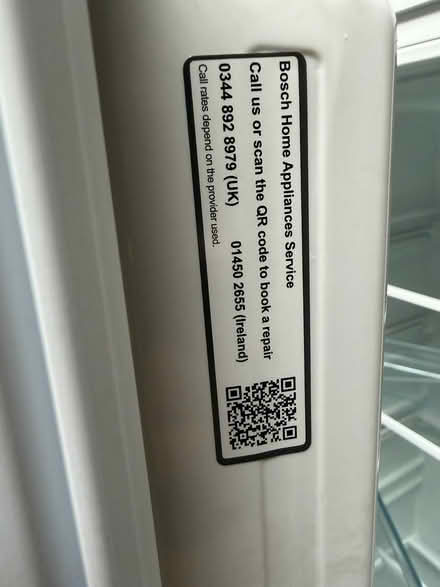 Bosch Home Appliances Service
Call us or scan the QR code to book a repair
0344 892 8979 (UK) 01450 2655 (Ireland)
Call rates depend on the provider used.